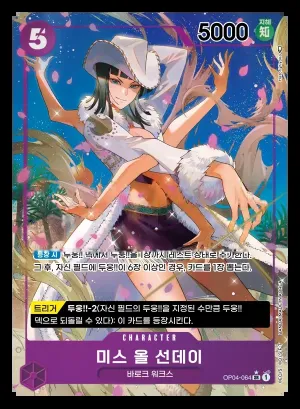 5
5000
지혜
知
등장 시 두웅!! 덱에서 두웅!!을 1장까지 레스트 상태로 추가한다.
그 후, 자신 필드에 두웅!!이 6장 이상인 경우, 카드를 1장 뽑는다.
트리거 두웅!!-2(자신 필드의 두웅!!을 지정된 수만큼 두웅!!
덱으로 되돌릴 수 있다): 이 카드를 등장시킨다.
CHARACTER
미스 올 선데이
바로크 워크스
OP04-064 SR 1